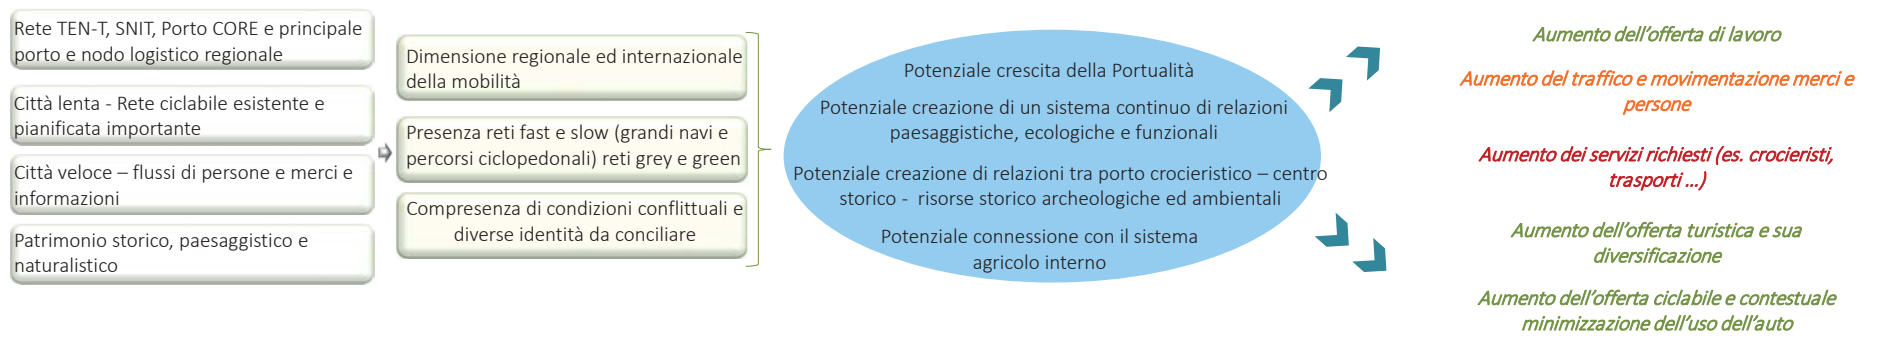 Rete TEN-T, SNIT, Porto CORE e principale
porto e nodo logistico regionale
Città lenta - Rete ciclabile esistente e
pianificata importante
Città veloce – flussi di persone e merci e
informazioni
Patrimonio storico, paesaggistico e
naturalistico
Dimensione regionale ed internazionale
della mobilità
Presenza reti fast e slow (grandi navi e
percorsi ciclopedonali) reti grey e green
Compresenza di condizioni conflittuali e
diverse identità da conciliare
Potenziale crescita della Portualità
Potenziale creazione di un sistema continuo di relazioni
paesaggistiche, ecologiche e funzionali
Potenziale creazione di relazioni tra porto crocieristico – centro
storico - risorse storico archeologiche ed ambientali
Potenziale connessione con il sistema
agricolo interno
Aumento dell'offerta di lavoro
Aumento del traffico e movimentazione merci e
persone
Aumento dei servizi richiesti (es. crocieristi,
trasporti ...)
Aumento dell'offerta turistica e sua
diversificazione
Aumento dell'offerta ciclabile e contestuale
minimizzazione dell'uso dell'auto